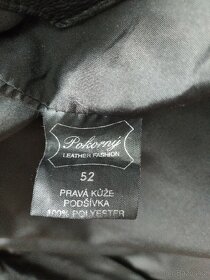 Pokorný
LEATHER FASHION
52
PRAVÁ KŮŽE
PODŠÍVKA
100% POLYESTER